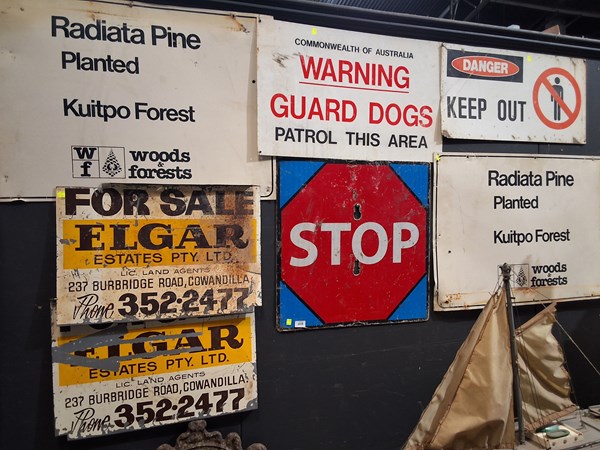 Radiata Pine
Planted
Kuitpo Forest
wf woods & forests
COMMONWEALTH OF AUSTRALIA
WARNING
GUARD DOGS
PATROL THIS AREA
DANGER
KEEP OUT
FOR SALE
ELGAR
ESTATES PTY. LTD.
LIC. LAND AGENTS
237 BURBRIDGE ROAD, COWANDILLA
Phone 352-2477
STOP
Radiata Pine
Planted
Kuitpo Forest
woods & forests
ELGAR
ESTATES PTY. LTD.
LIC. LAND AGENTS
237 BURBRIDGE ROAD, COWANDILLA
Phone 352-2477